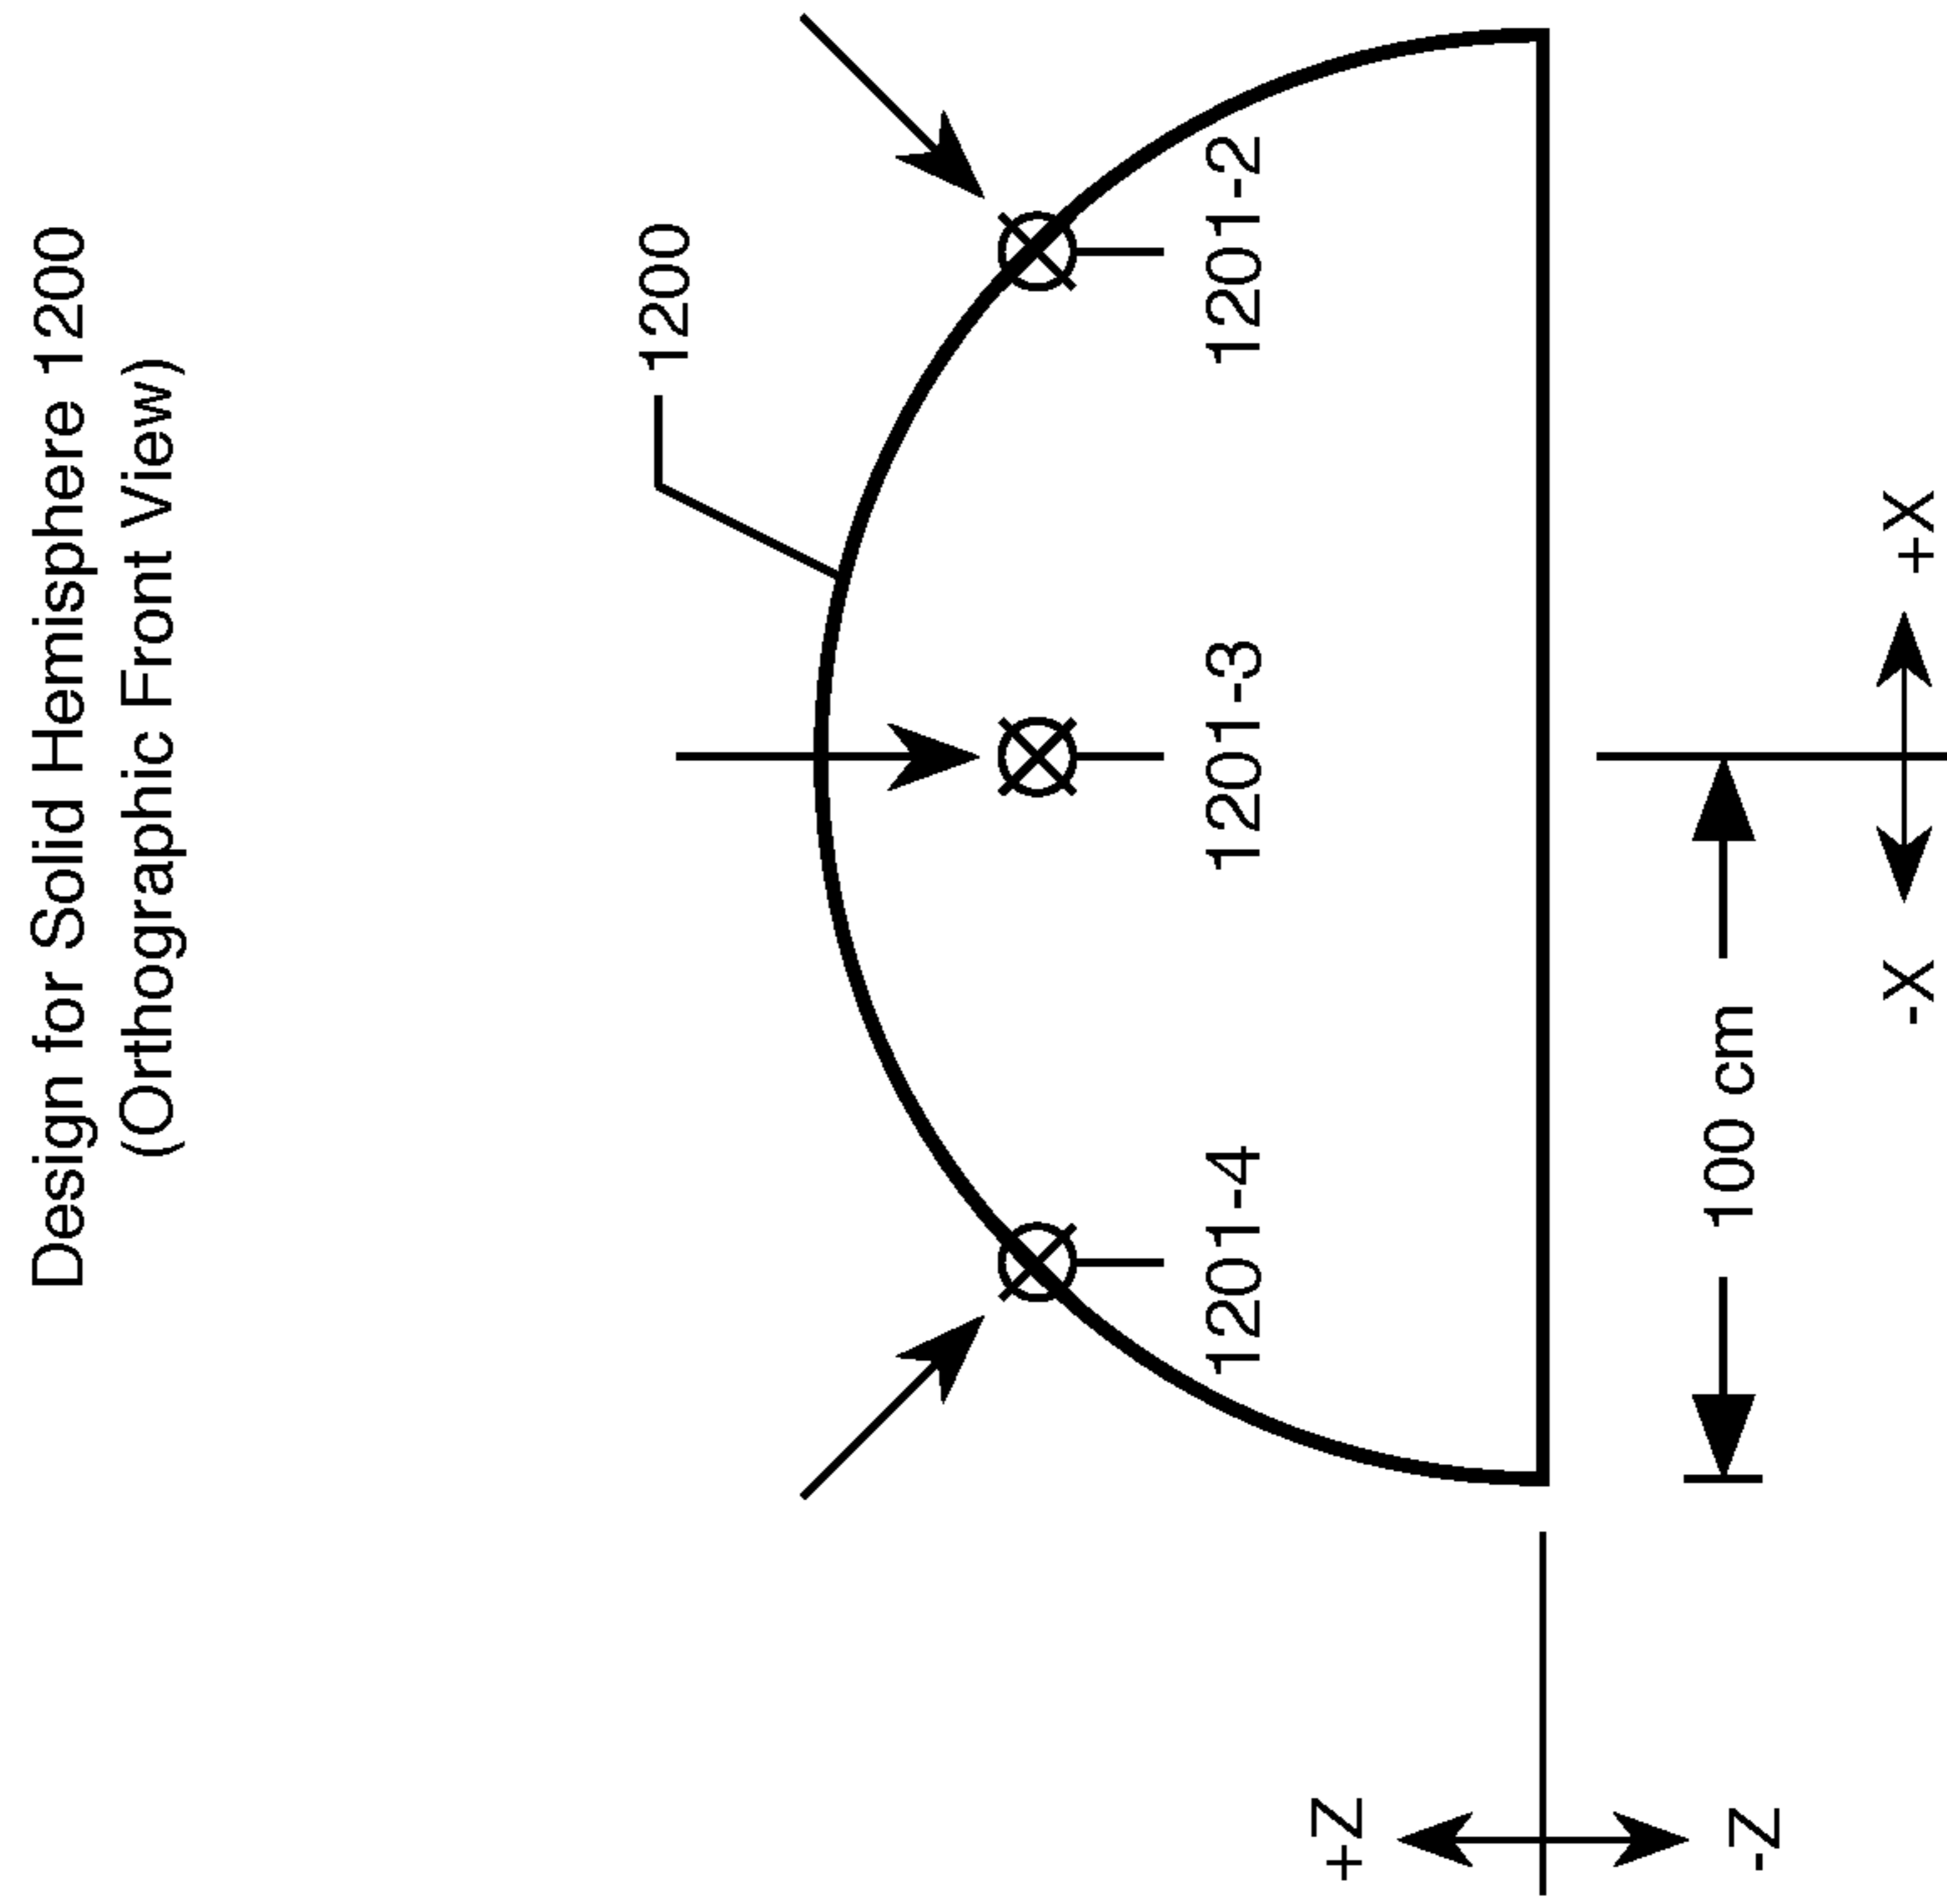 Design for Solid Hemisphere 1200
(Orthographic Front View)
1200
1201-4
1201-3
1201-2
+Z
-Z
100 cm
-X
+X